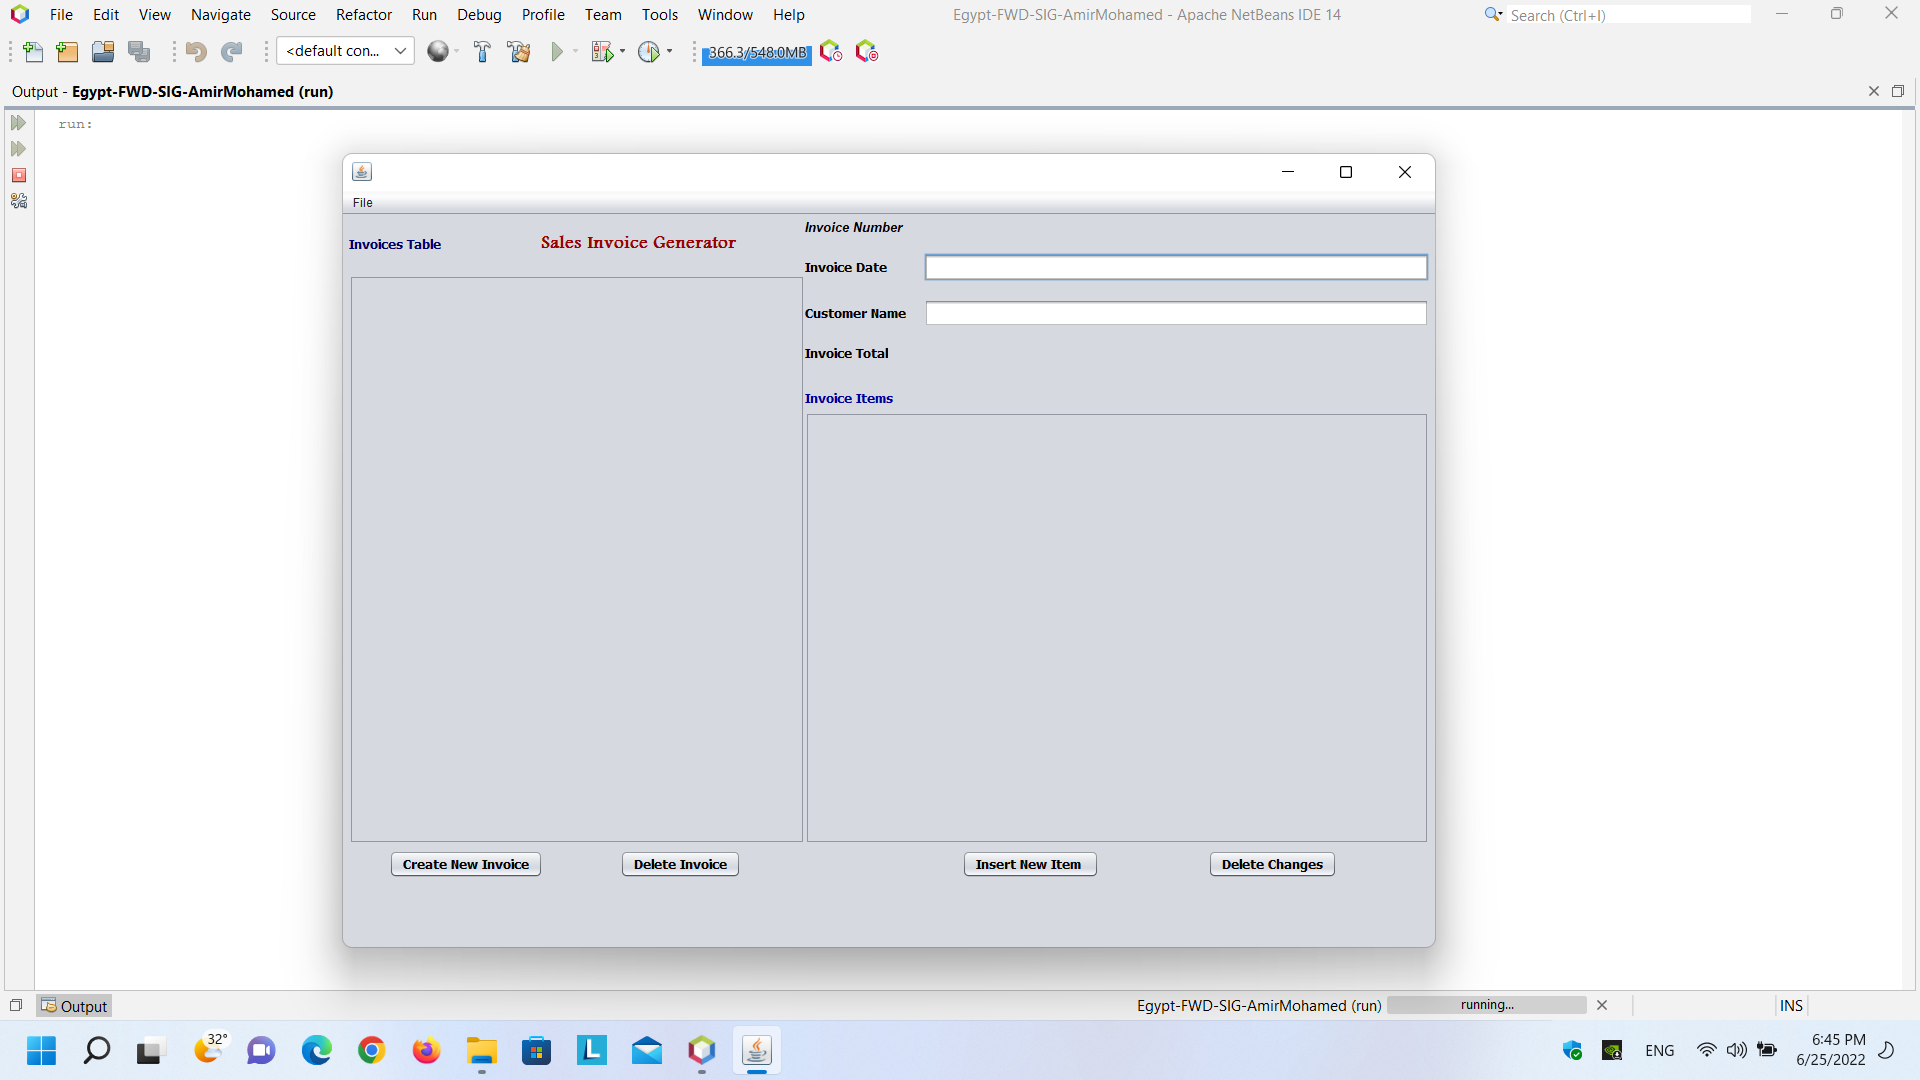 File Edit View Navigate Source Refactor Run Debug Profile Team Tools Window Help
Egypt-FWD-SIG-AmirMohamed - Apache NetBeans IDE 14
Search (Ctrl+I)
<default con...
366.3/548.0MB
Output - Egypt-FWD-SIG-AmirMohamed (run)
run:
File
Invoices Table
Sales Invoice Generator
Invoice Number
Invoice Date
Customer Name
Invoice Total
Invoice Items
Create New Invoice
Delete Invoice
Insert New Item
Delete Changes
Output
Egypt-FWD-SIG-AmirMohamed (run)
running...
INS
32°
L
ENG
6:45 PM
6/25/2022